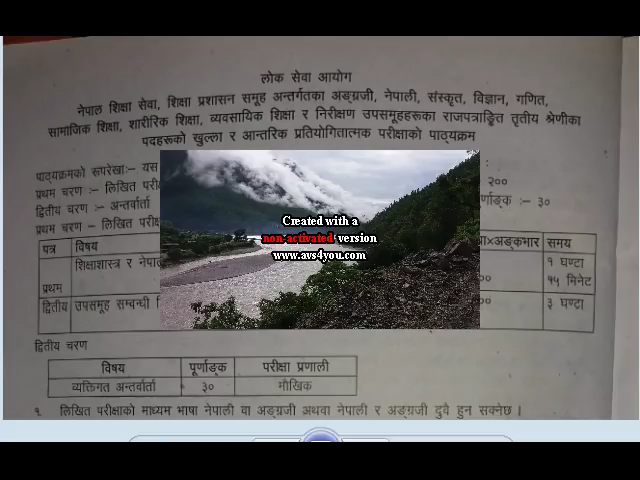 लोक सेवा आयोग
नेपाल शिक्षा सेवा, शिक्षा प्रशासन समूह अन्तर्गतका अङ्ग्रजी, नेपाली, संस्कृत, विज्ञान, गणित,
सामाजिक शिक्षा, शारीरिक शिक्षा, व्यवसायिक शिक्षा र निरीक्षण उपसमूहहरूका राजपत्राङ्कित तृतीय श्रेणीका
पदहरूको खुल्ला र आन्तरिक प्रतियोगितात्मक परीक्षाको पाठ्यक्रम
पाठ्यक्रमको रूपरेखा:– यस :
प्रथम चरण :– लिखित २००
द्वितीय चरण :– अन्तर्वार्ता :– ३०
प्रथम चरण – लिखित
पत्र विषय ×अङ्कभार समय
शिक्षाशास्त्र र १ घण्टा
प्रथम १५ मिनेट
द्वितीय उपसमूह सम्बन्धी ३ घण्टा
Created with a
non-activated version
www.avs4you.com
द्वितीय चरण
विषय पूर्णाङ्क परीक्षा प्रणाली
व्यक्तिगत अन्तर्वार्ता ३० मौखिक
१. लिखित परीक्षाको माध्यम भाषा नेपाली वा अङ्ग्रजी अथवा नेपाली र अङ्ग्रजी दुवै हुन सक्नेछ ।